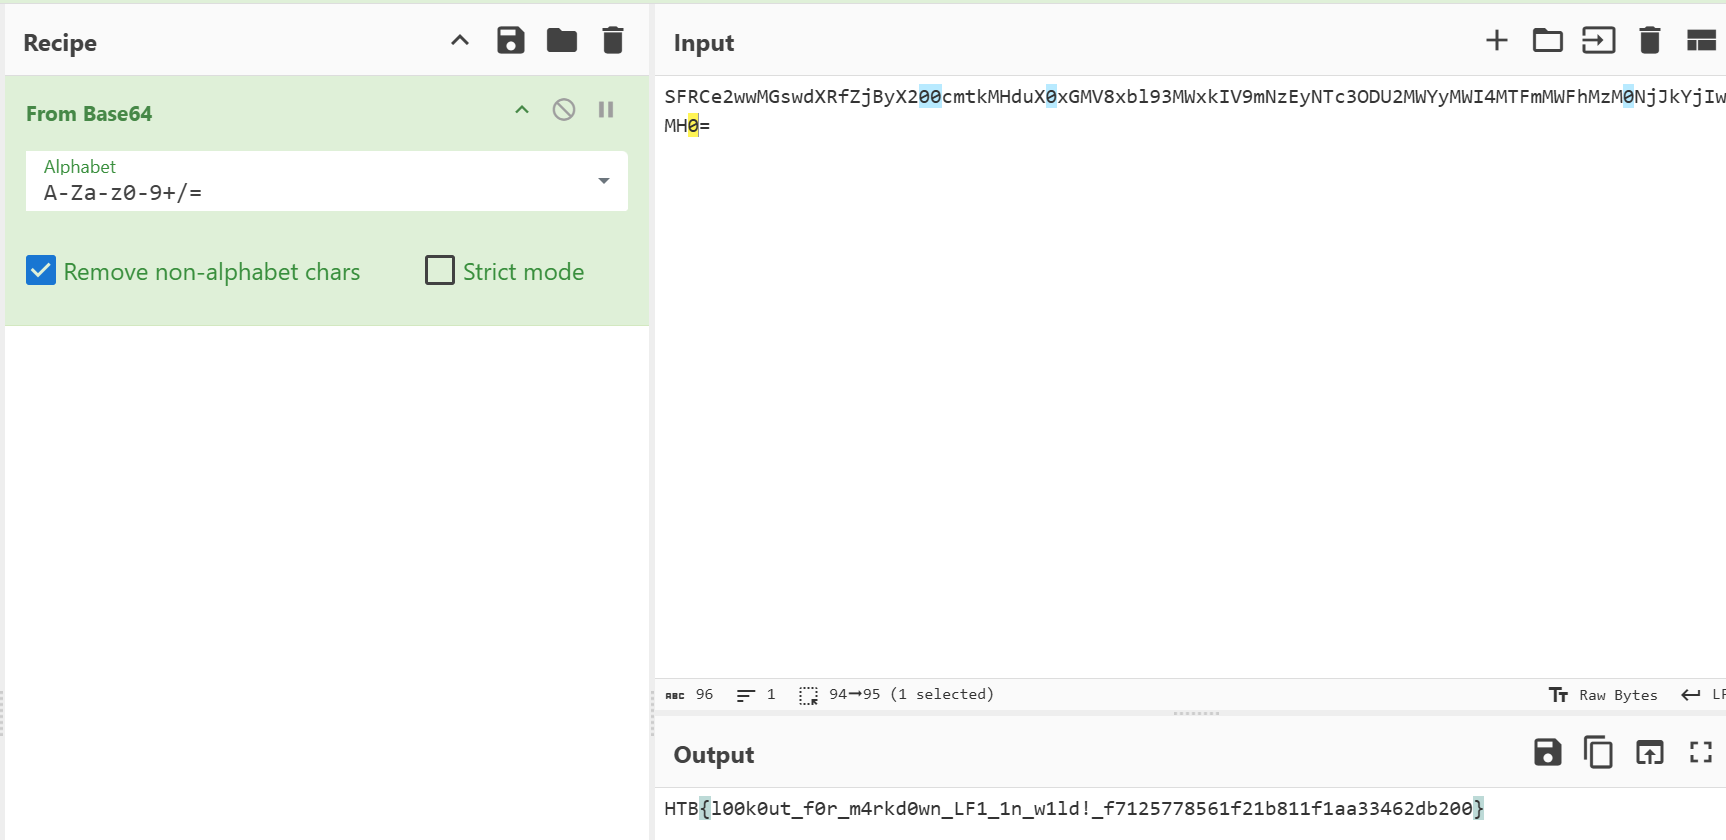 Recipe
From Base64
Alphabet
A-Za-z0-9+/=
Remove non-alphabet chars
Strict mode
Input
SFRCe2wwMGswdXRfZjByX200cmtkMHduX0xGMV8xbl93MWxkIV9mNzEyNTc3ODU2MWYyMWI4MTFmMWFhMzM0NjJkYjIw
MH0=
ABC 96 1 94→95 (1 selected) Tт Raw Bytes LF
Output
HTB{l00k0ut_f0r_m4rkd0wn_LF1_1n_w1ld!_f7125778561f21b811f1aa33462db200}